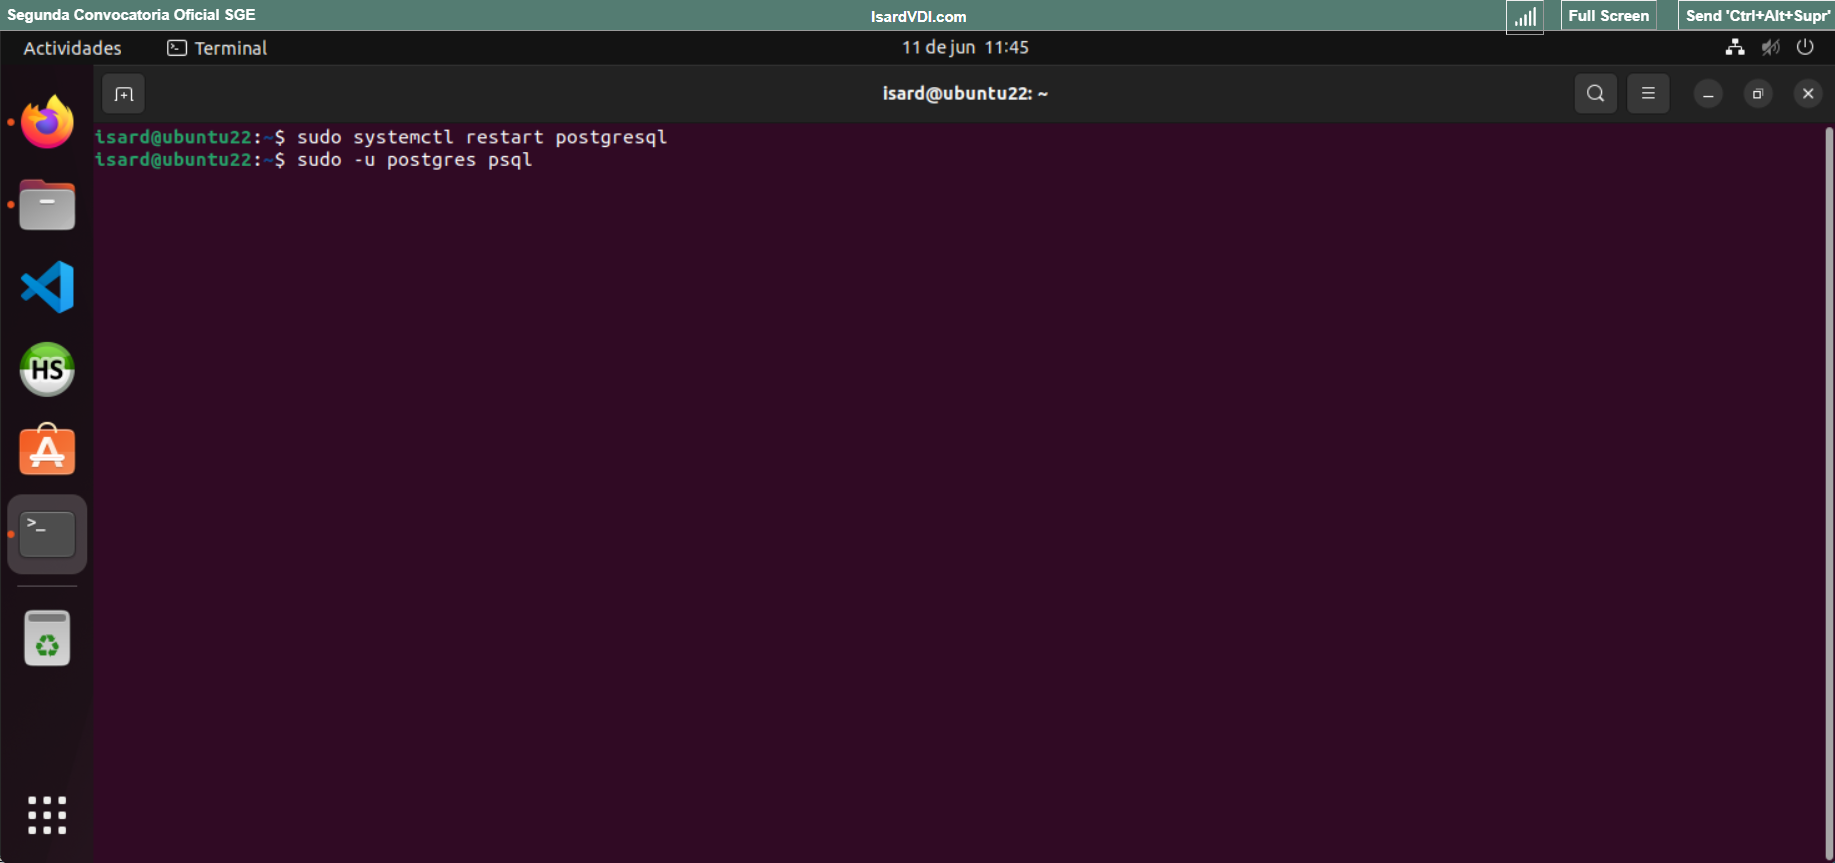 Segunda Convocatoria Oficial SGE
IsardVDI.com
Full Screen
Send 'Ctrl+Alt+Supr'
Actividades
Terminal
11 de jun 11:45
isard@ubuntu22: ~
isard@ubuntu22:~$ sudo systemctl restart postgresql
isard@ubuntu22:~$ sudo -u postgres psql
HS
>_